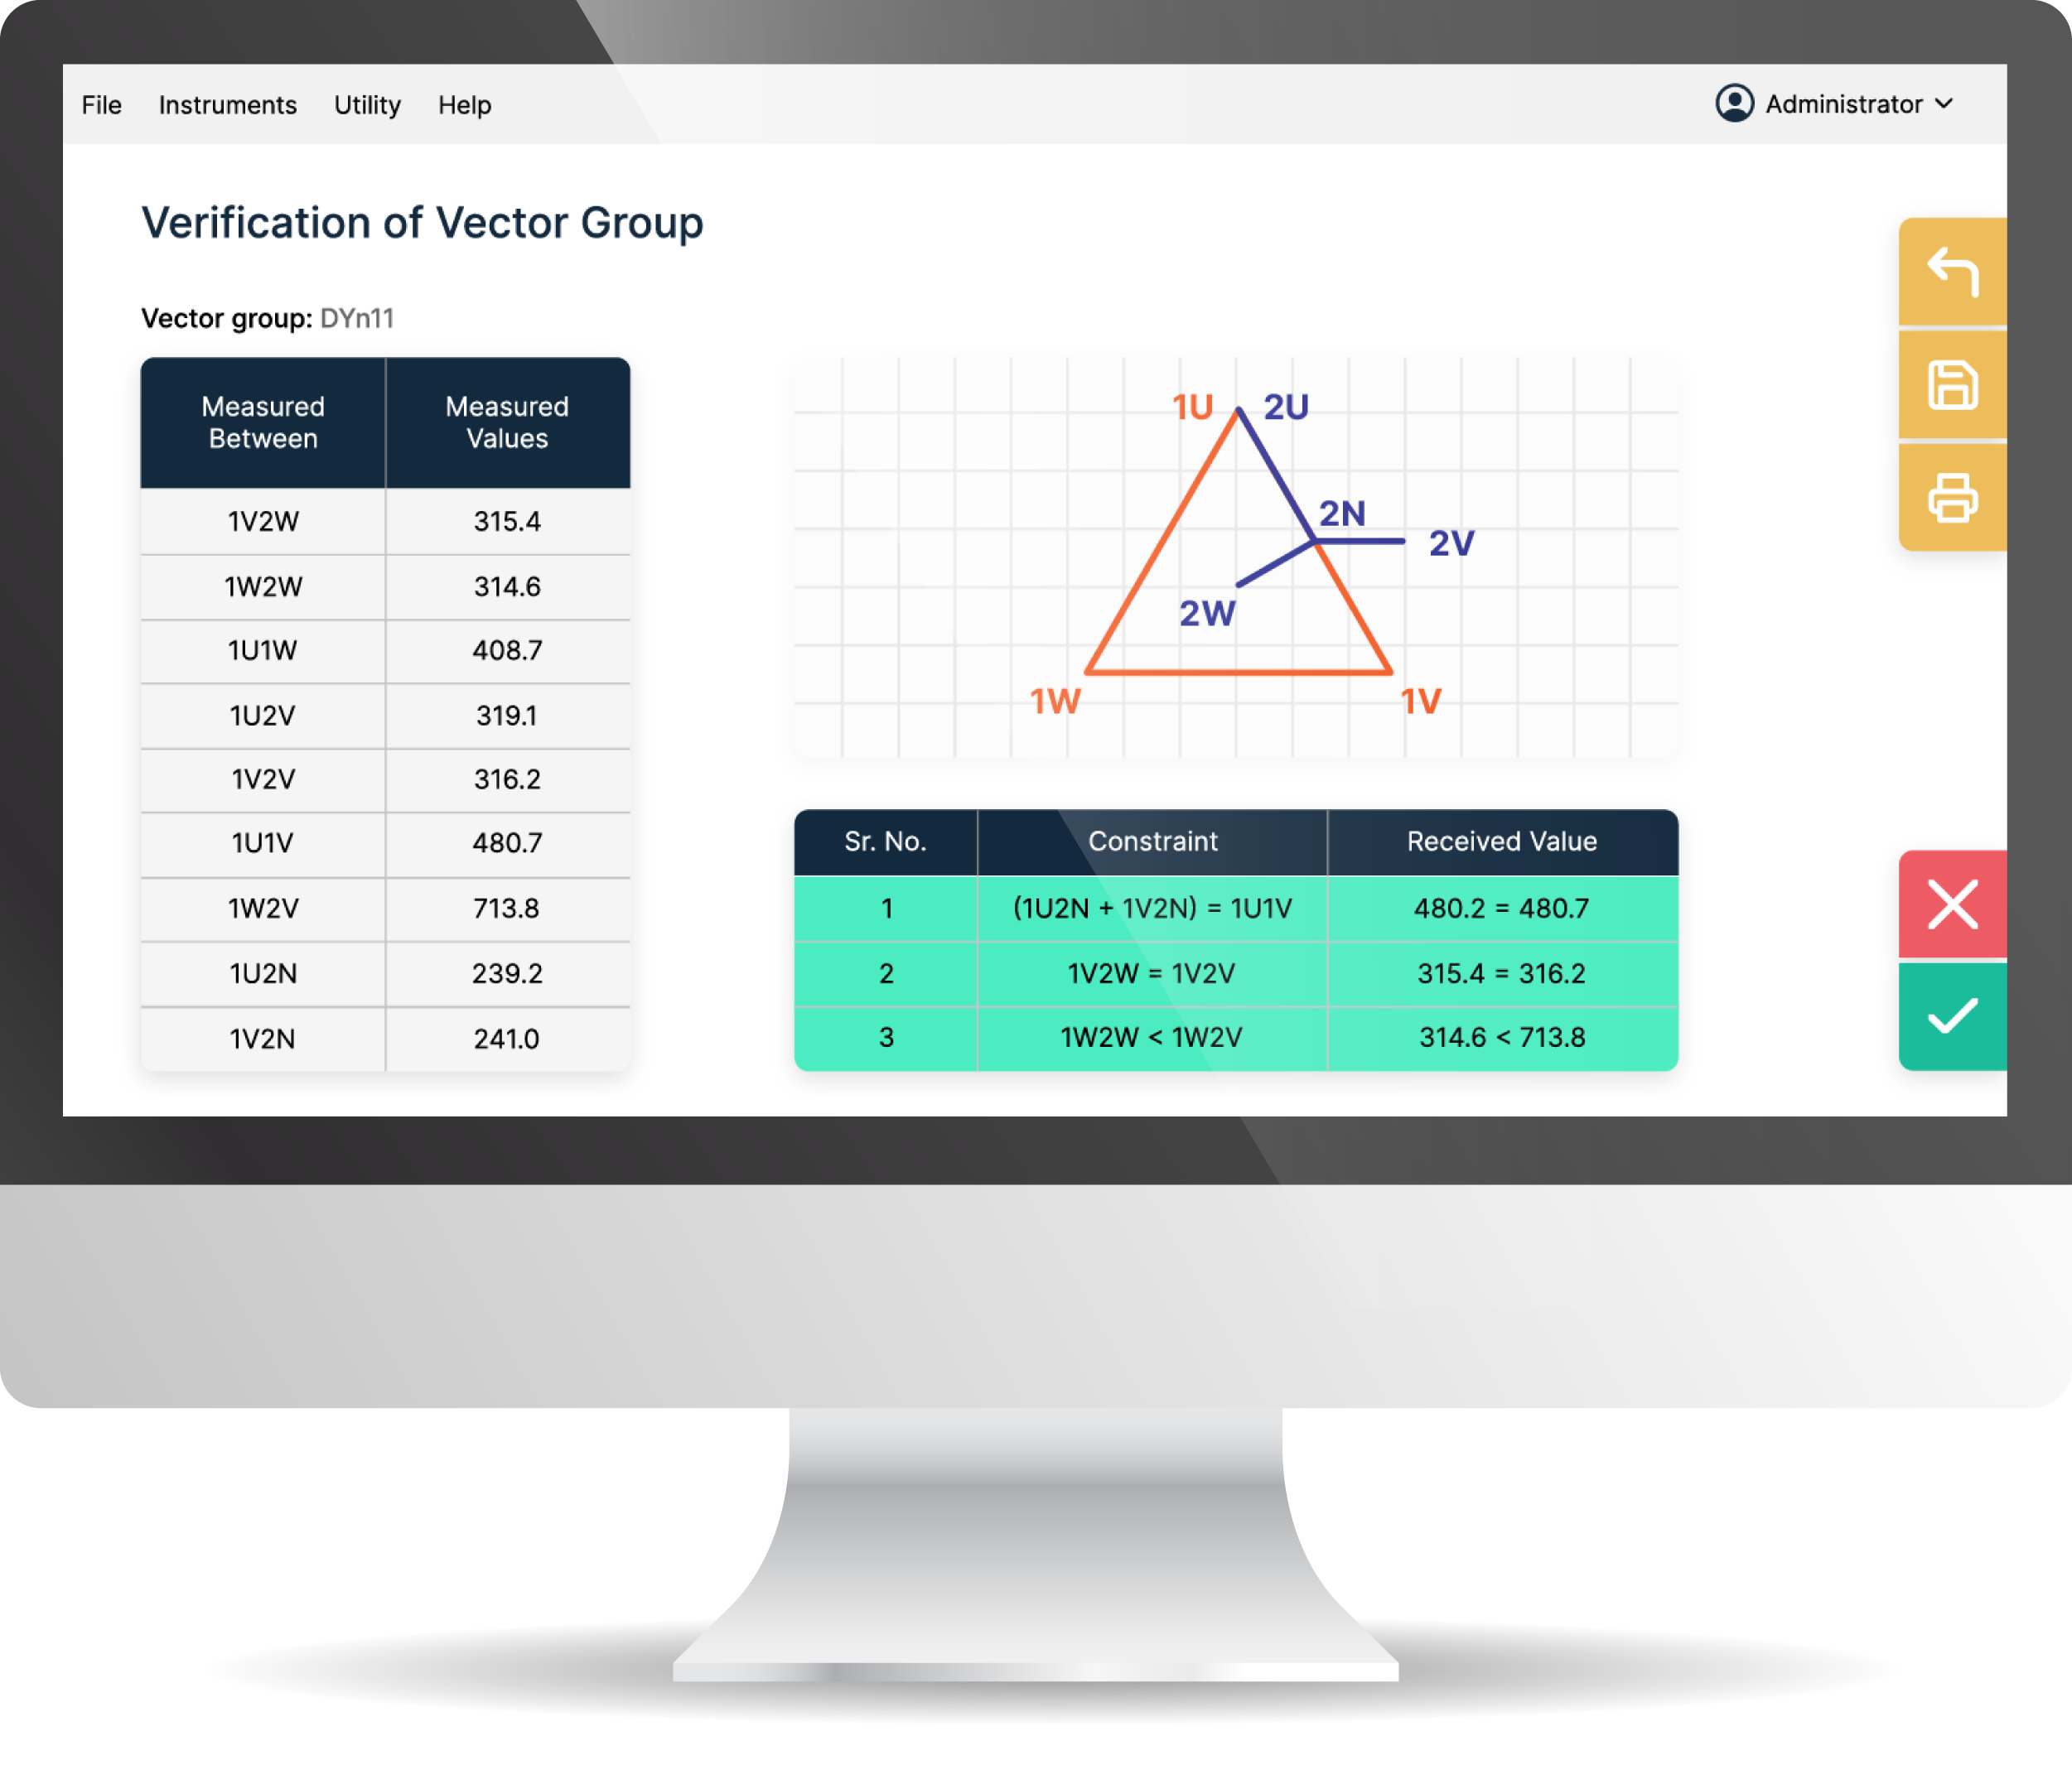 File Instruments Utility Help Administrator
Verification of Vector Group
Vector group: DYn11
Measured Between Measured Values
1V2W 315.4
1W2W 314.6
1U1W 408.7
1U2V 319.1
1V2V 316.2
1U1V 480.7
1W2V 713.8
1U2N 239.2
1V2N 241.0
1U 2U
2N
2V
2W
1W 1V
Sr. No. Constraint Received Value
1 (1U2N + 1V2N) = 1U1V 480.2 = 480.7
2 1V2W = 1V2V 315.4 = 316.2
3 1W2W < 1W2V 314.6 < 713.8